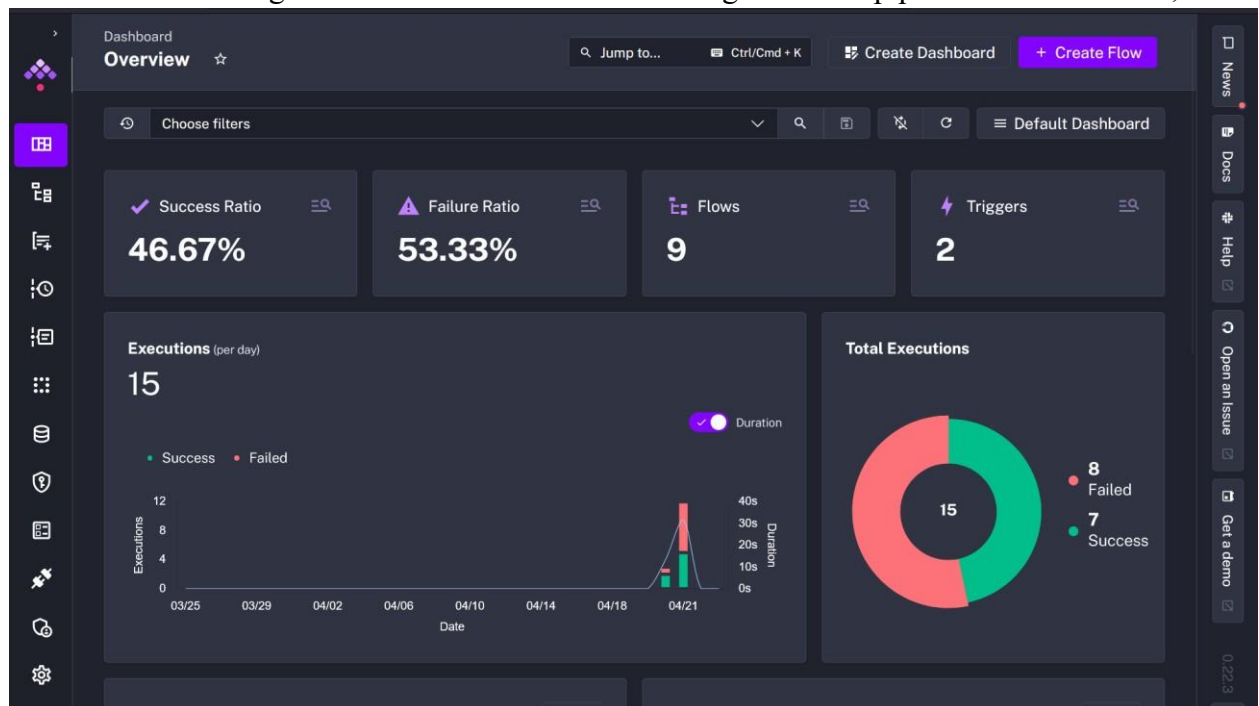 Dashboard
Overview
Jump to... Ctrl/Cmd + K
Create Dashboard
+ Create Flow
Choose filters
Default Dashboard
Success Ratio
46.67%
Failure Ratio
53.33%
Flows
9
Triggers
2
Executions (per day)
15
Duration
Success Failed
12
8
4
0
Executions
40s
30s
20s
10s
0s
Duration
03/25 03/29 04/02 04/06 04/10 04/14 04/18 04/21
Date
Total Executions
15
8
Failed
7
Success
News
Docs
Help
Open an Issue
Get a demo
0.22.3